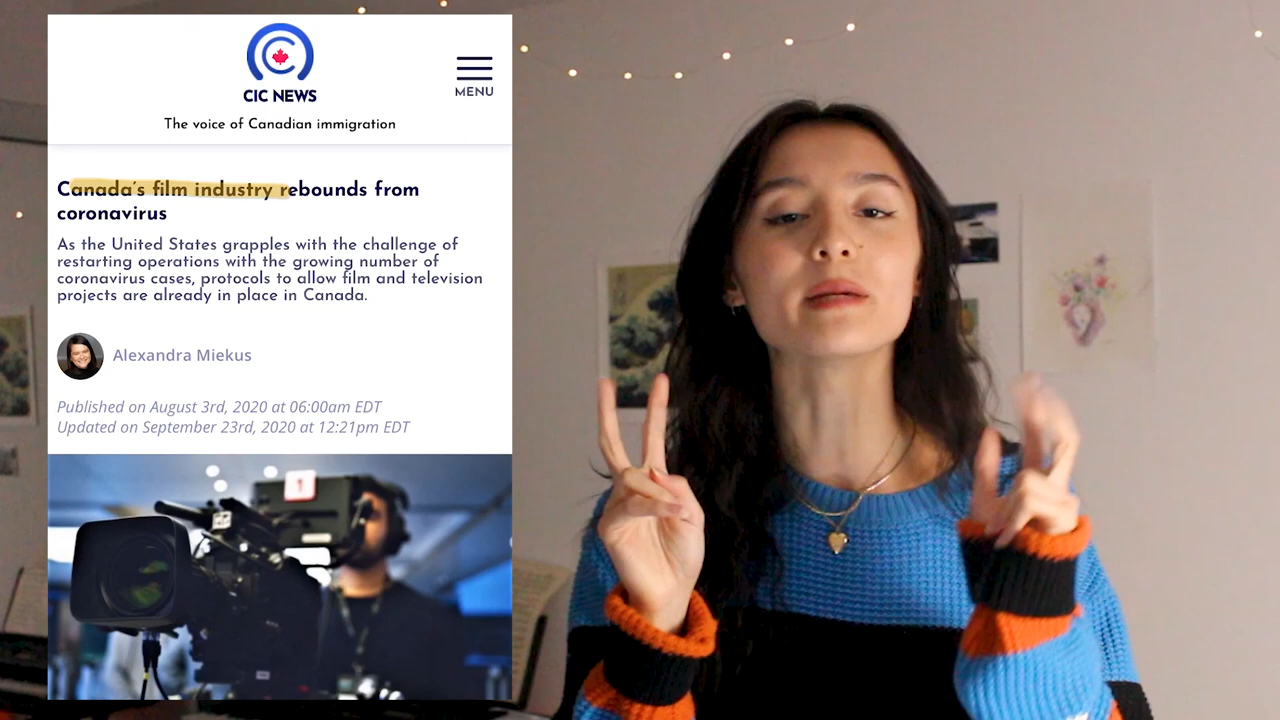 CIC NEWS
MENU
The voice of Canadian immigration
Canada's film industry rebounds from
coronavirus
As the United States grapples with the challenge of
restarting operations with the growing number of
coronavirus cases, protocols to allow film and television
projects are already in place in Canada.
Alexandra Miekus
Published on August 3rd, 2020 at 06:00am EDT
Updated on September 23rd, 2020 at 12:21pm EDT
1